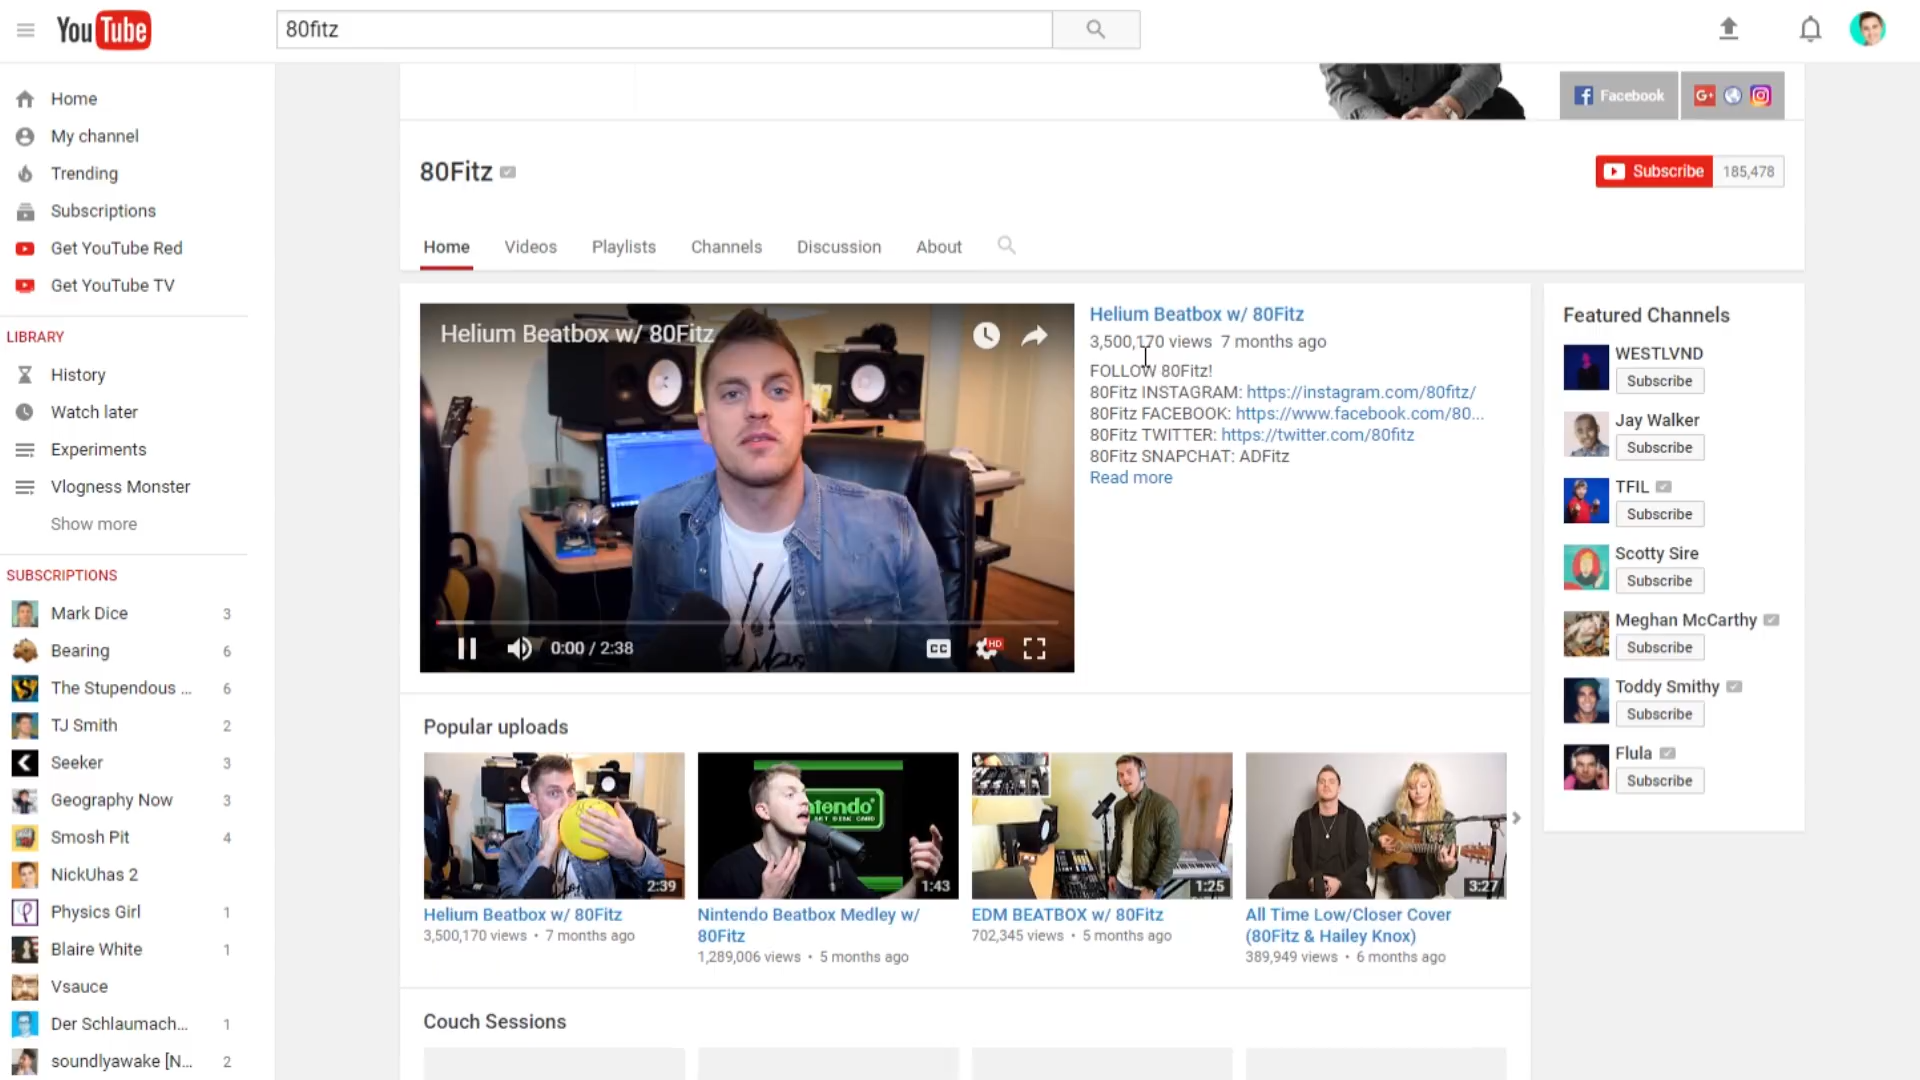 YouTube
80fitz
Home
My channel
Trending
Subscriptions
Get YouTube Red
Get YouTube TV
LIBRARY
History
Watch later
Experiments
Vlogness Monster
Show more
SUBSCRIPTIONS
Mark Dice 3
Bearing 6
The Stupendous ... 6
TJ Smith 2
Seeker 3
Geography Now 3
Smosh Pit 4
NickUhas 2
Physics Girl 1
Blaire White 1
Vsauce
Der Schlaumach... 1
soundlyawake [N... 2
Facebook G+
80Fitz
Subscribe 185,478
Home Videos Playlists Channels Discussion About
Helium Beatbox w/ 80Fitz
0:00 / 2:38 CC HD
Helium Beatbox w/ 80Fitz
3,500,170 views 7 months ago
FOLLOW 80Fitz!
80Fitz INSTAGRAM: https://instagram.com/80fitz/
80Fitz FACEBOOK: https://www.facebook.com/80...
80Fitz TWITTER: https://twitter.com/80fitz
80Fitz SNAPCHAT: ADFitz
Read more
Popular uploads
2:39
Helium Beatbox w/ 80Fitz
3,500,170 views • 7 months ago
1:43
Nintendo Beatbox Medley w/
80Fitz
1,289,006 views • 5 months ago
1:25
EDM BEATBOX w/ 80Fitz
702,345 views • 5 months ago
3:27
All Time Low/Closer Cover
(80Fitz & Hailey Knox)
389,949 views • 6 months ago
Couch Sessions
Featured Channels
WESTLVND
Subscribe
Jay Walker
Subscribe
TFIL
Subscribe
Scotty Sire
Subscribe
Meghan McCarthy
Subscribe
Toddy Smithy
Subscribe
Flula
Subscribe